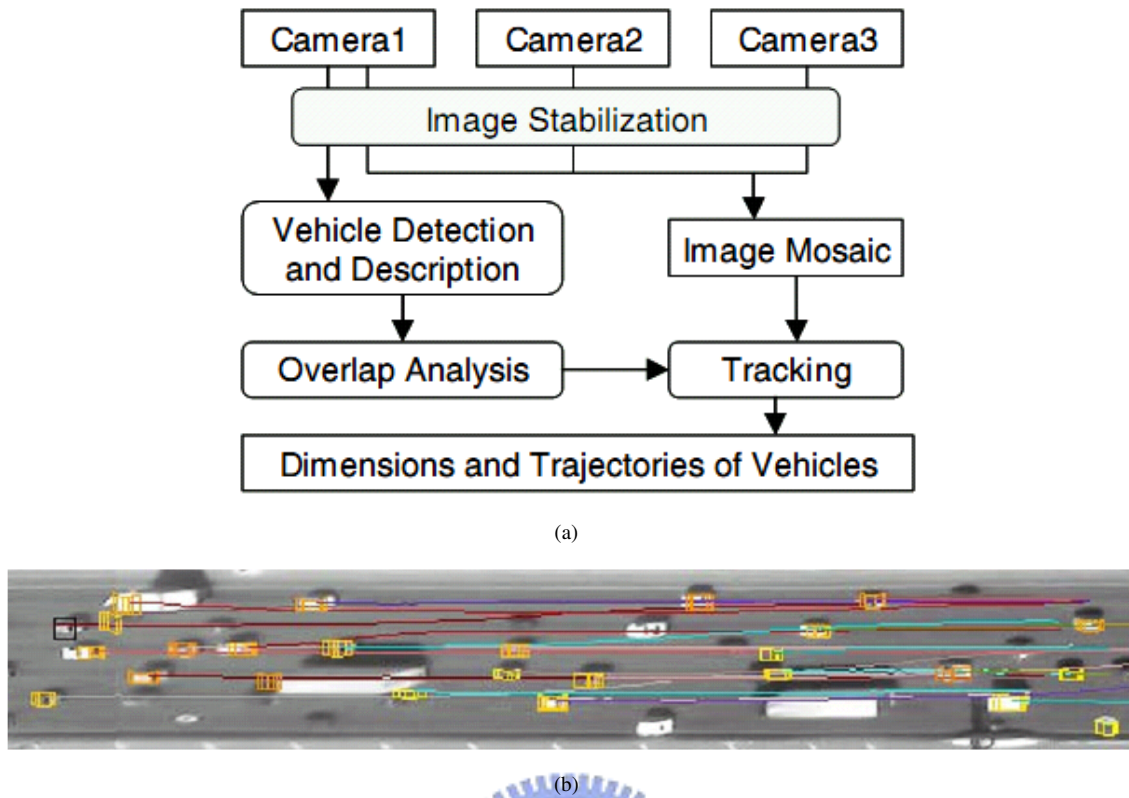 Camera1
Camera2
Camera3
Image Stabilization
Vehicle Detection
and Description
Image Mosaic
Overlap Analysis
Tracking
Dimensions and Trajectories of Vehicles
(a)
(b)